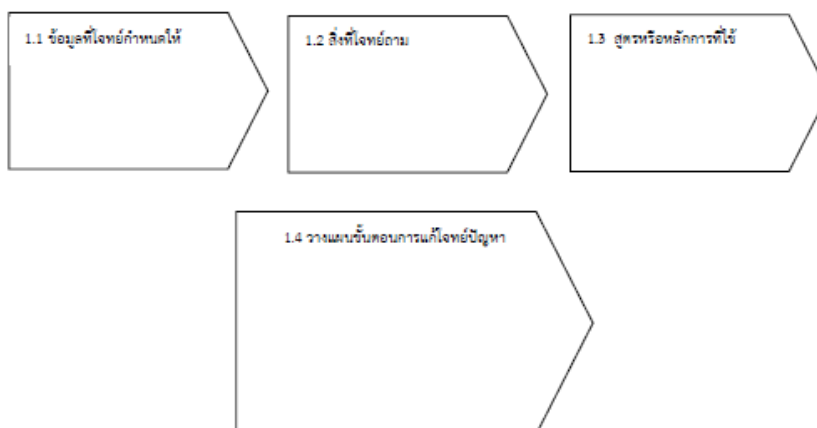 1.1 ข้อมูลที่โจทย์กำหนดให้
1.2 สิ่งที่โจทย์ถาม
1.3 สูตรหรือหลักการที่ใช้
1.4 วางแผนขั้นตอนการแก้โจทย์ปัญหา